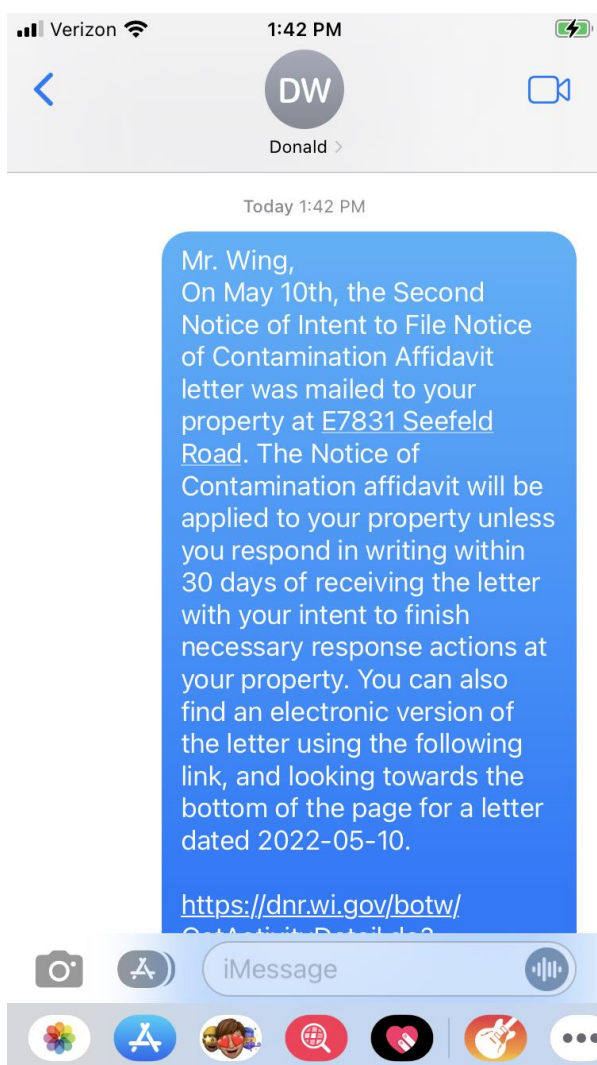 Verizon 1:42 PM
DW
Donald >
Today 1:42 PM
Mr. Wing,
On May 10th, the Second
Notice of Intent to File Notice
of Contamination Affidavit
letter was mailed to your
property at E7831 Seefeld
Road. The Notice of
Contamination affidavit will be
applied to your property unless
you respond in writing within
30 days of receiving the letter
with your intent to finish
necessary response actions at
your property. You can also
find an electronic version of
the letter using the following
link, and looking towards the
bottom of the page for a letter
dated 2022-05-10.
https://dnr.wi.gov/botw/
iMessage